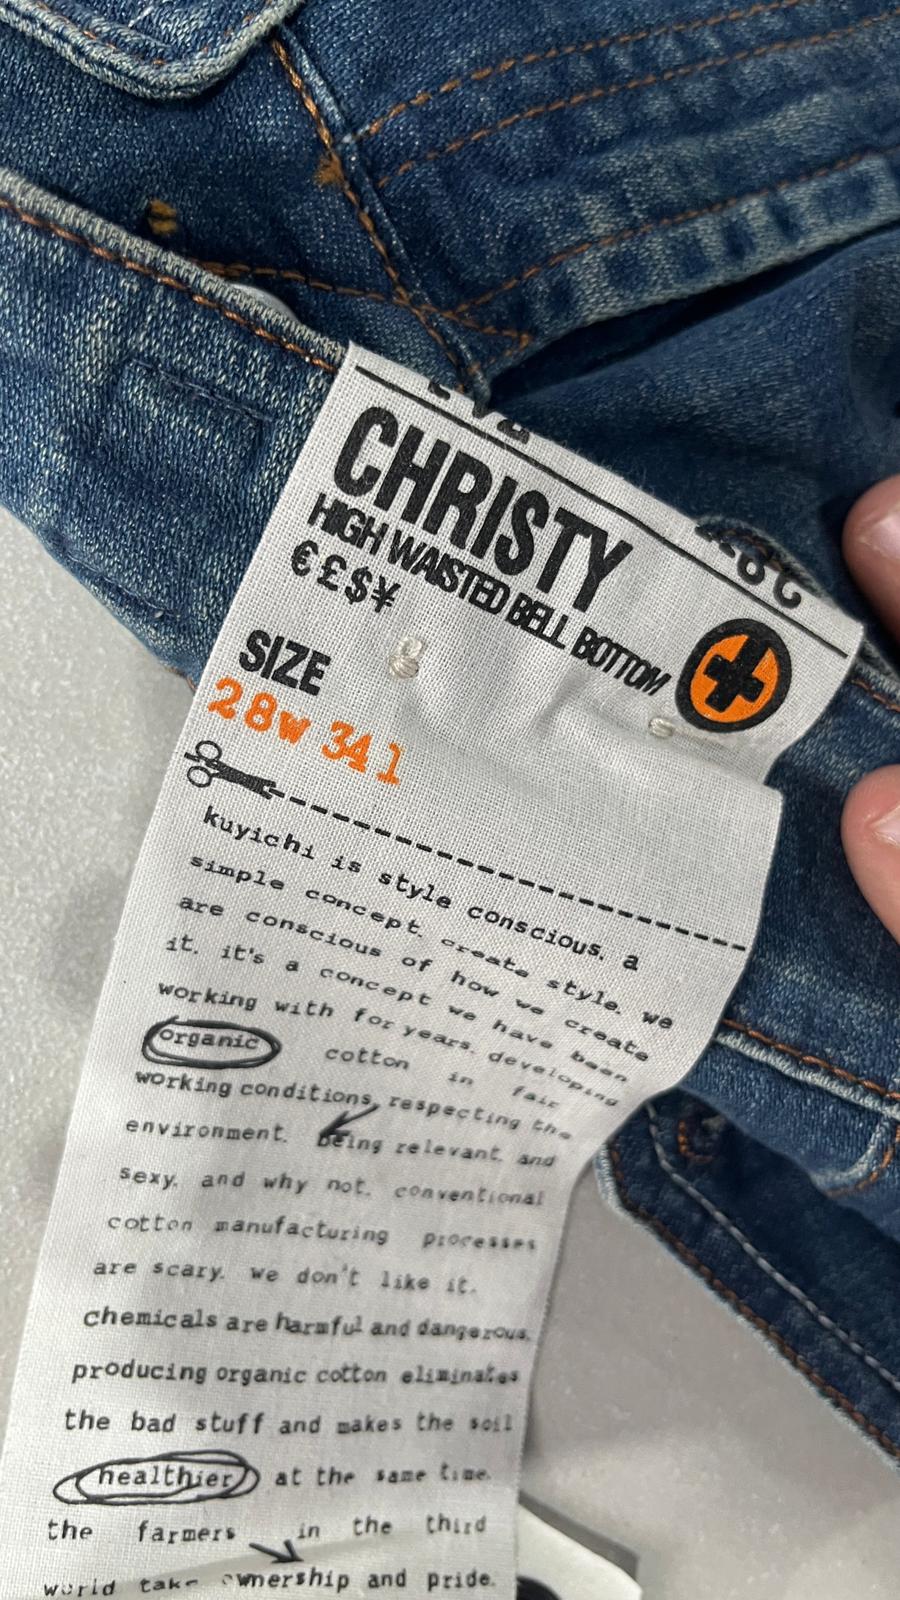 CHRISTY
HIGH WAISTED BELL BOTTOM
€£$¥
SIZE
28w 34l
kuyichi is style conscious. a
simple concept. create style. we
are conscious of how we create
it. it's a concept we have been
working with for years. developing
organic cotton in fair
working conditions, respecting the
environment. being relevant. and
sexy. and why not. conventional
cotton manufacturing processes
are scary. we don't like it.
chemicals are harmful and dangerous.
producing organic cotton eliminates
the bad stuff and makes the soil
healthier at the same time.
the farmers in the third
world take ownership and pride.